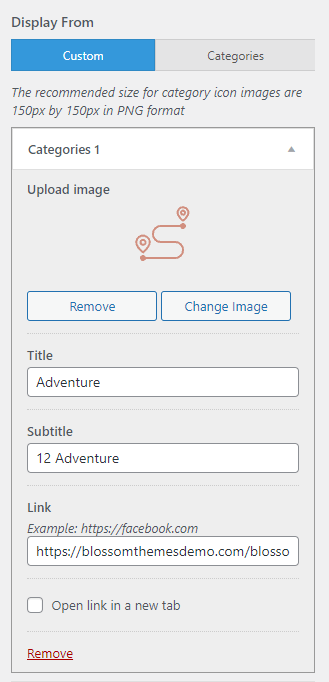 Display From
Custom
Categories
The recommended size for category icon images are
150px by 150px in PNG format
Categories 1
Upload image
Remove
Change Image
Title
Adventure
Subtitle
12 Adventure
Link
Example: https://facebook.com
https://blossomthemesdemo.com/blosso
Open link in a new tab
Remove